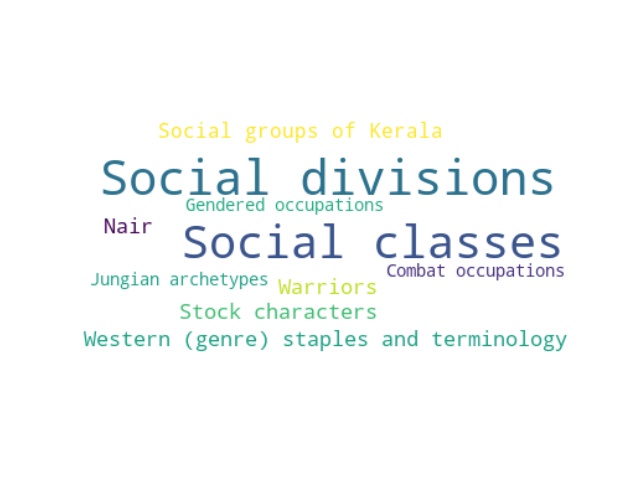 Social groups of Kerala
Social divisions
Gendered occupations
Nair
Social classes
Combat occupations
Jungian archetypes
Warriors
Stock characters
Western (genre) staples and terminology